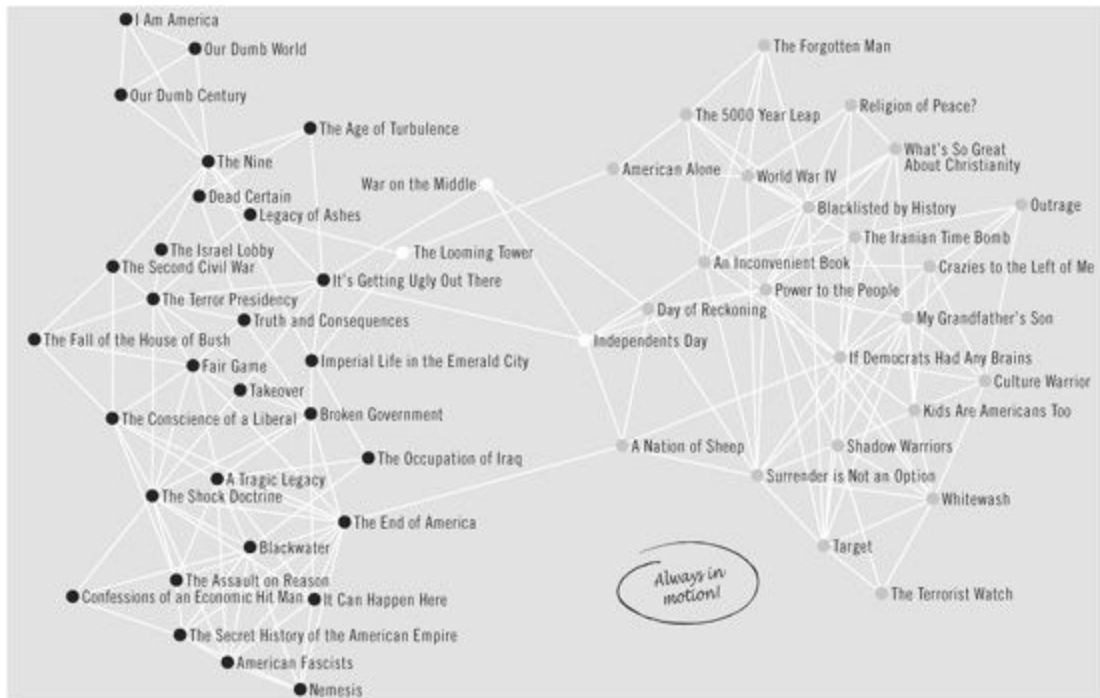 I Am America
Our Dumb World
Our Dumb Century
The Age of Turbulence
The Nine
War on the Middle
Dead Certain
Legacy of Ashes
The Israel Lobby
The Looming Tower
The Second Civil War
It's Getting Ugly Out There
The Terror Presidency
Truth and Consequences
The Fall of the House of Bush
Independents Day
Imperial Life in the Emerald City
Fair Game
Takeover
Broken Government
The Conscience of a Liberal
The Occupation of Iraq
A Tragic Legacy
The Shock Doctrine
The End of America
Blackwater
The Assault on Reason
Confessions of an Economic Hit Man
It Can Happen Here
The Secret History of the American Empire
American Fascists
Nemesis
The Forgotten Man
Religion of Peace?
The 5000 Year Leap
What's So Great
About Christianity
American Alone
World War IV
Blacklisted by History
Outrage
The Iranian Time Bomb
An Inconvenient Book
Crazies to the Left of Me
Power to the People
Day of Reckoning
My Grandfather's Son
If Democrats Had Any Brains
Culture Warrior
Kids Are Americans Too
A Nation of Sheep
Shadow Warriors
Surrender is Not an Option
Whitewash
Target
The Terrorist Watch
Always in
motion!